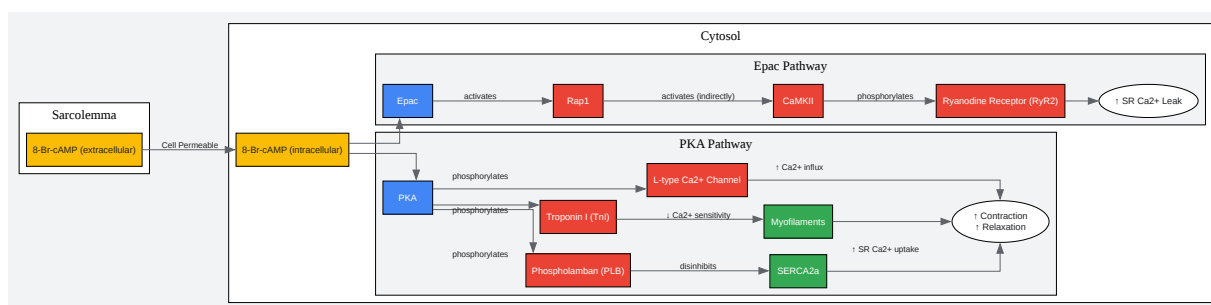 Cytosol
Epac Pathway
Epac
activates
Rap1
activates (indirectly)
CaMKII
phosphorylates
Ryanodine Receptor (RyR2)
↑ SR Ca2+ Leak
Sarcolemma
8-Br-cAMP (extracellular)
Cell Permeable
8-Br-cAMP (intracellular)
PKA Pathway
PKA
phosphorylates
L-type Ca2+ Channel
↑ Ca2+ influx
phosphorylates
Troponin I (TnI)
↓ Ca2+ sensitivity
Myofilaments
↑ Contraction
↑ Relaxation
phosphorylates
Phospholamban (PLB)
disinhibits
SERCA2a
↑ SR Ca2+ uptake